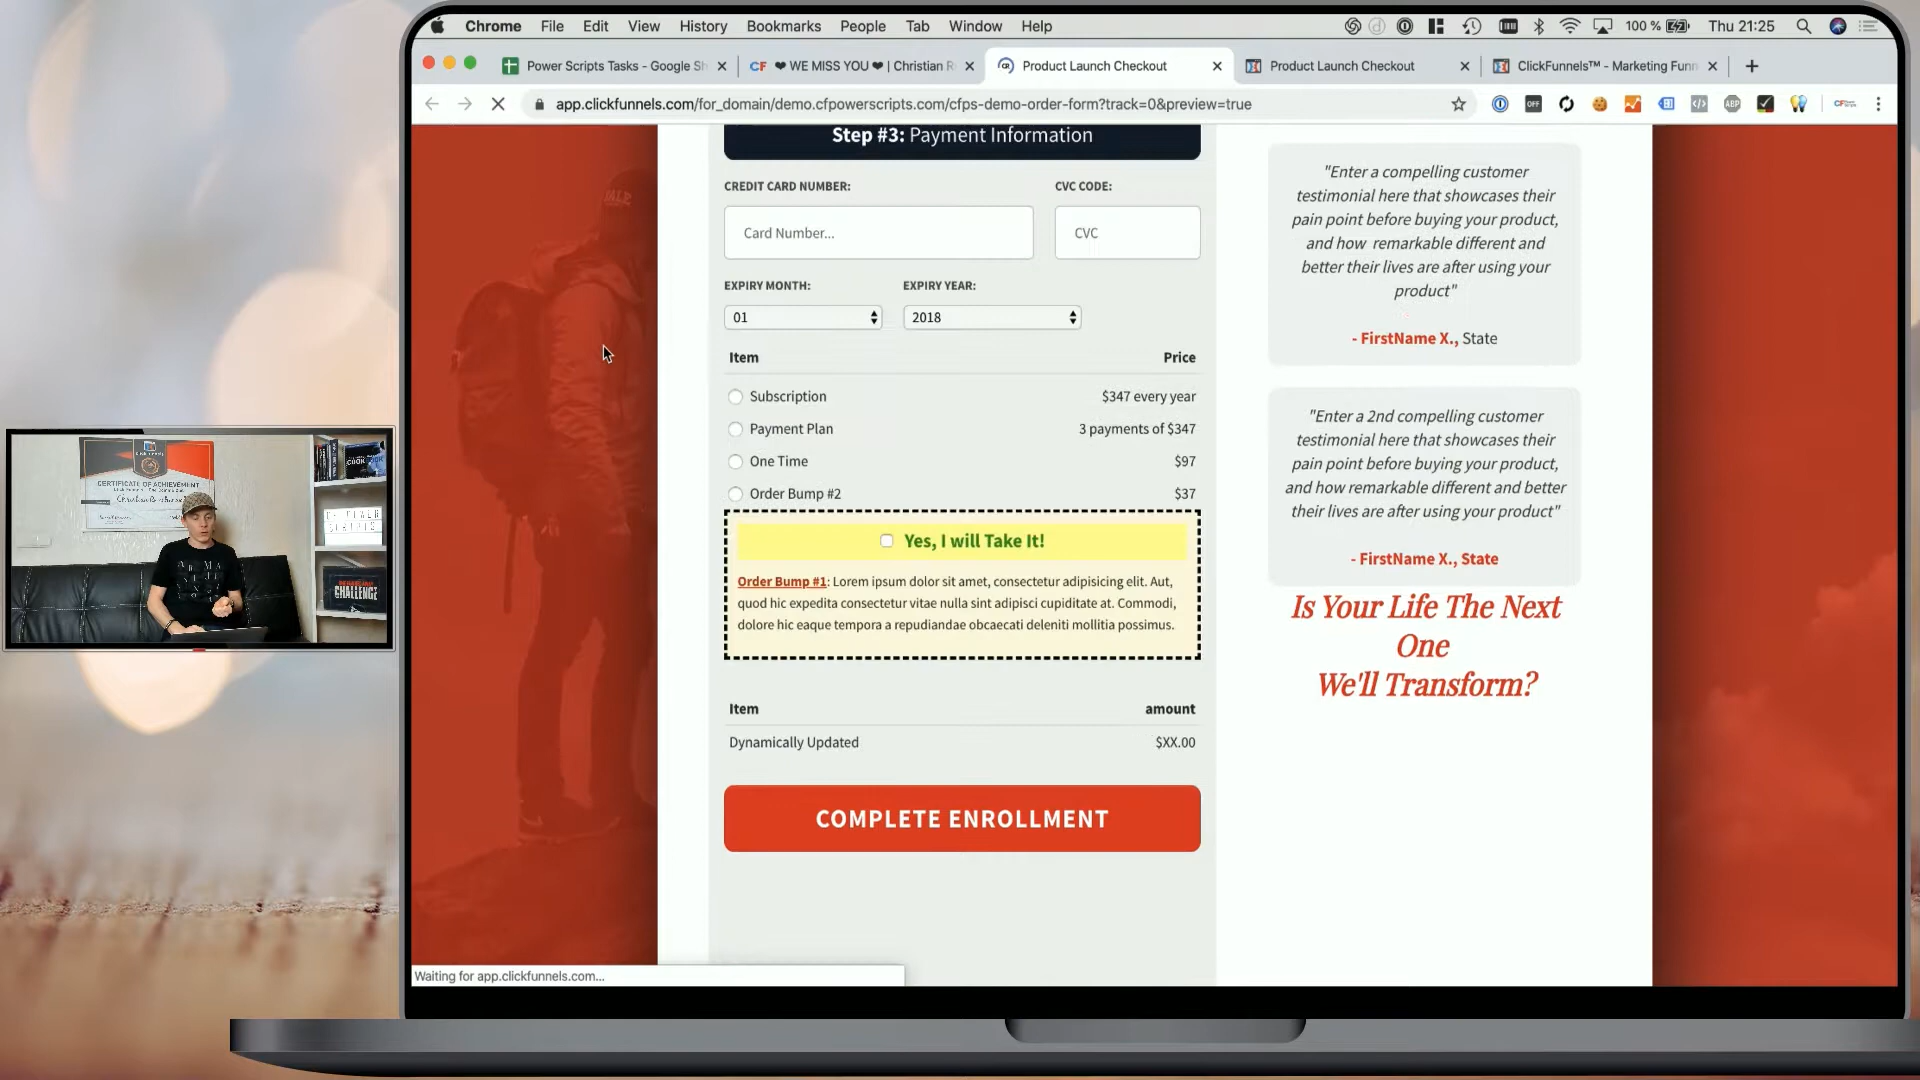 Chrome File Edit View History Bookmarks People Tab Window Help
100 % Thu 21:25
Power Scripts Tasks - Google Sh
CF ❤ WE MISS YOU ❤ | Christian R
Product Launch Checkout
Product Launch Checkout
ClickFunnels™ - Marketing Funn
app.clickfunnels.com/for_domain/demo.cfpowerscripts.com/cfps-demo-order-form?track=0&preview=true
OFF
ABP
Step #3: Payment Information
CREDIT CARD NUMBER:
CVC CODE:
Card Number...
CVC
EXPIRY MONTH:
EXPIRY YEAR:
01
2018
Item Price
Subscription $347 every year
Payment Plan 3 payments of $347
One Time $97
Order Bump #2 $37
Yes, I will Take It!
Order Bump #1: Lorem ipsum dolor sit amet, consectetur adipisicing elit. Aut,
quod hic expedita consectetur vitae nulla sint adipisci cupiditate at. Commodi,
dolore hic eaque tempora a repudiandae obcaecati deleniti mollitia possimus.
Item amount
Dynamically Updated $XX.00
COMPLETE ENROLLMENT
"Enter a compelling customer
testimonial here that showcases their
pain point before buying your product,
and how remarkable different and
better their lives are after using your
product"
- FirstName X., State
"Enter a 2nd compelling customer
testimonial here that showcases their
pain point before buying your product,
and how remarkable different and better
their lives are after using your product"
- FirstName X., State
Is Your Life The Next
One
We'll Transform?
Waiting for app.clickfunnels.com...
CERTIFICATE OF ACHIEVEMENT
COOK
CF POWER
SCRIPTS
CHALLENGE